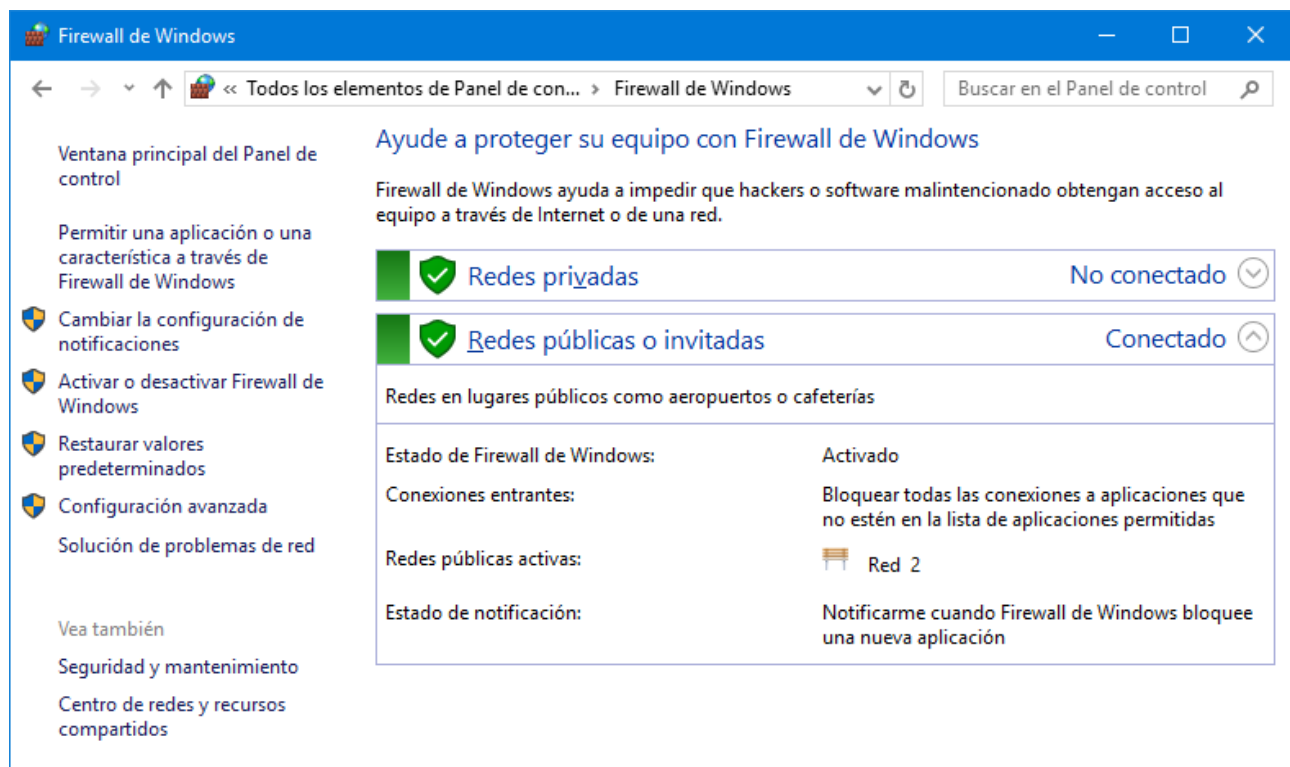 Firewall de Windows
« Todos los elementos de Panel de con... › Firewall de Windows
Buscar en el Panel de control
Ventana principal del Panel de
control
Permitir una aplicación o una
característica a través de
Firewall de Windows
Cambiar la configuración de
notificaciones
Activar o desactivar Firewall de
Windows
Restaurar valores
predeterminados
Configuración avanzada
Solución de problemas de red
Vea también
Seguridad y mantenimiento
Centro de redes y recursos
compartidos
Ayude a proteger su equipo con Firewall de Windows
Firewall de Windows ayuda a impedir que hackers o software malintencionado obtengan acceso al
equipo a través de Internet o de una red.
Redes privadas No conectado
Redes públicas o invitadas Conectado
Redes en lugares públicos como aeropuertos o cafeterías
Estado de Firewall de Windows: Activado
Conexiones entrantes: Bloquear todas las conexiones a aplicaciones que
no estén en la lista de aplicaciones permitidas
Redes públicas activas: Red 2
Estado de notificación: Notificarme cuando Firewall de Windows bloquee
una nueva aplicación